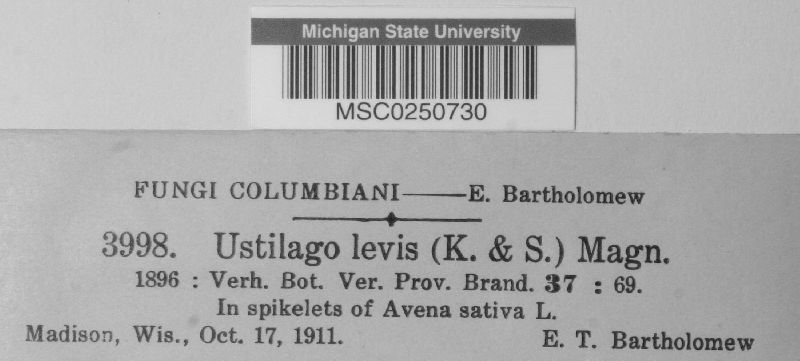 Michigan State University
MSC0250730
FUNGI COLUMBIANI——E. Bartholomew
3998. Ustilago levis (K. & S.) Magn.
1896 : Verh. Bot. Ver. Prov. Brand. 37 : 69.
In spikelets of Avena sativa L.
Madison, Wis., Oct. 17, 1911. E. T. Bartholomew